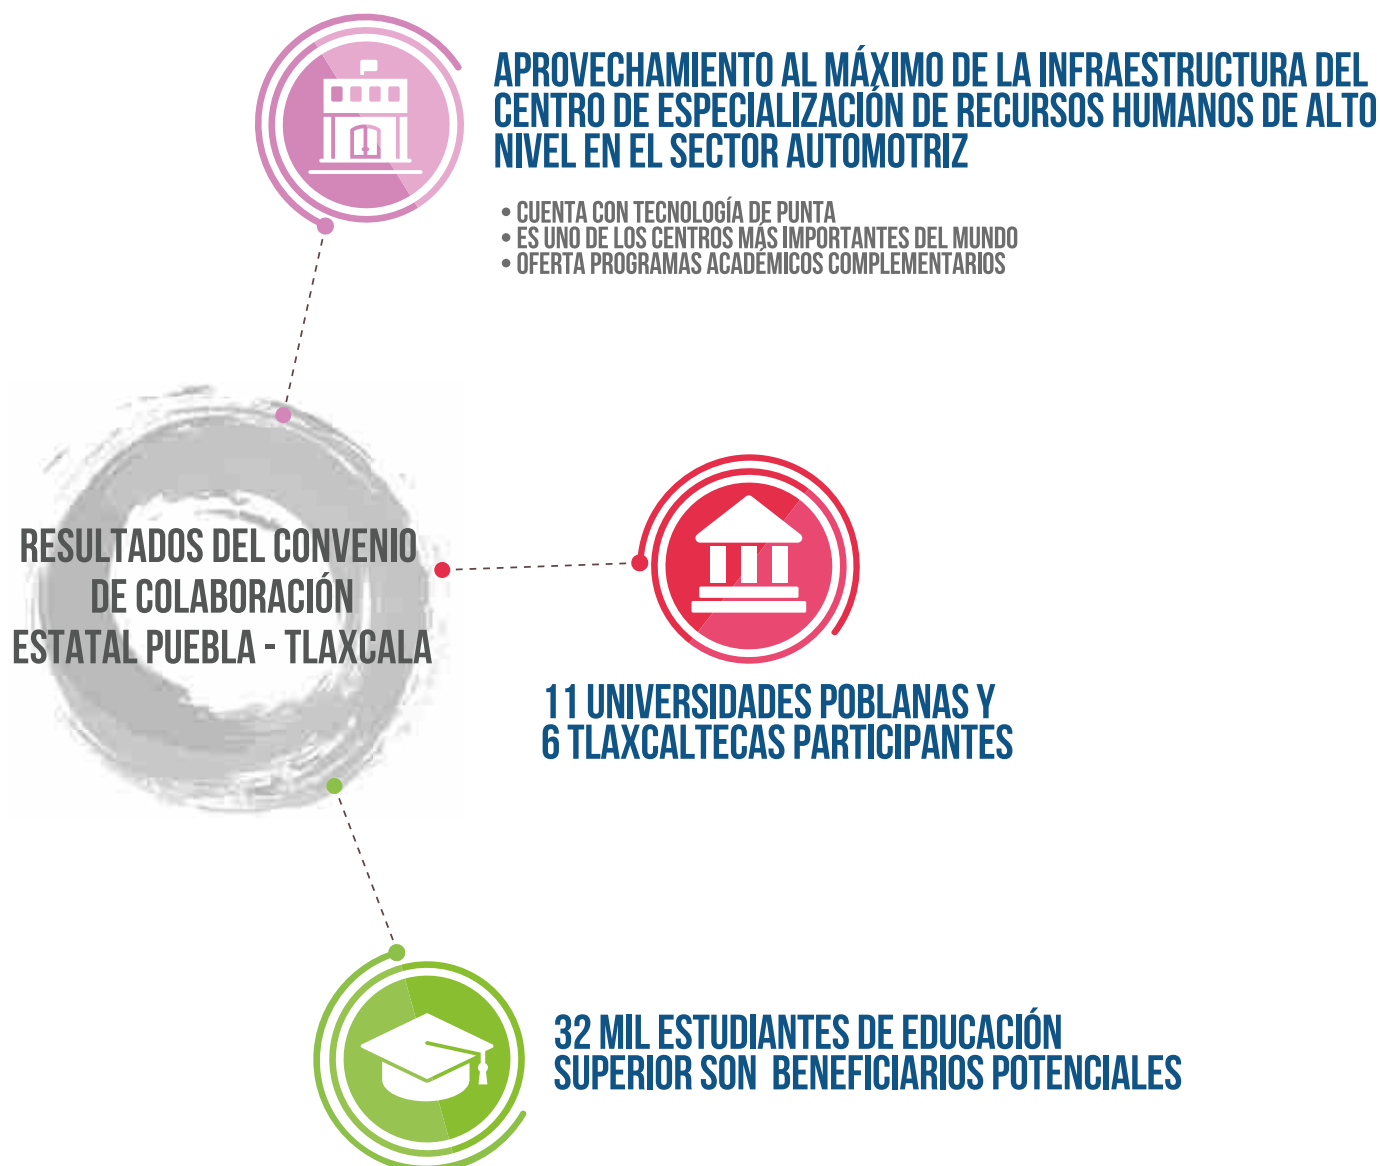 APROVECHAMIENTO AL MÁXIMO DE LA INFRAESTRUCTURA DEL
CENTRO DE ESPECIALIZACIÓN DE RECURSOS HUMANOS DE ALTO
NIVEL EN EL SECTOR AUTOMOTRIZ
• CUENTA CON TECNOLOGÍA DE PUNTA
• ES UNO DE LOS CENTROS MÁS IMPORTANTES DEL MUNDO
• OFERTA PROGRAMAS ACADÉMICOS COMPLEMENTARIOS
RESULTADOS DEL CONVENIO
DE COLABORACIÓN
ESTATAL PUEBLA - TLAXCALA
11 UNIVERSIDADES POBLANAS Y
6 TLAXCALTECAS PARTICIPANTES
32 MIL ESTUDIANTES DE EDUCACIÓN
SUPERIOR SON BENEFICIARIOS POTENCIALES